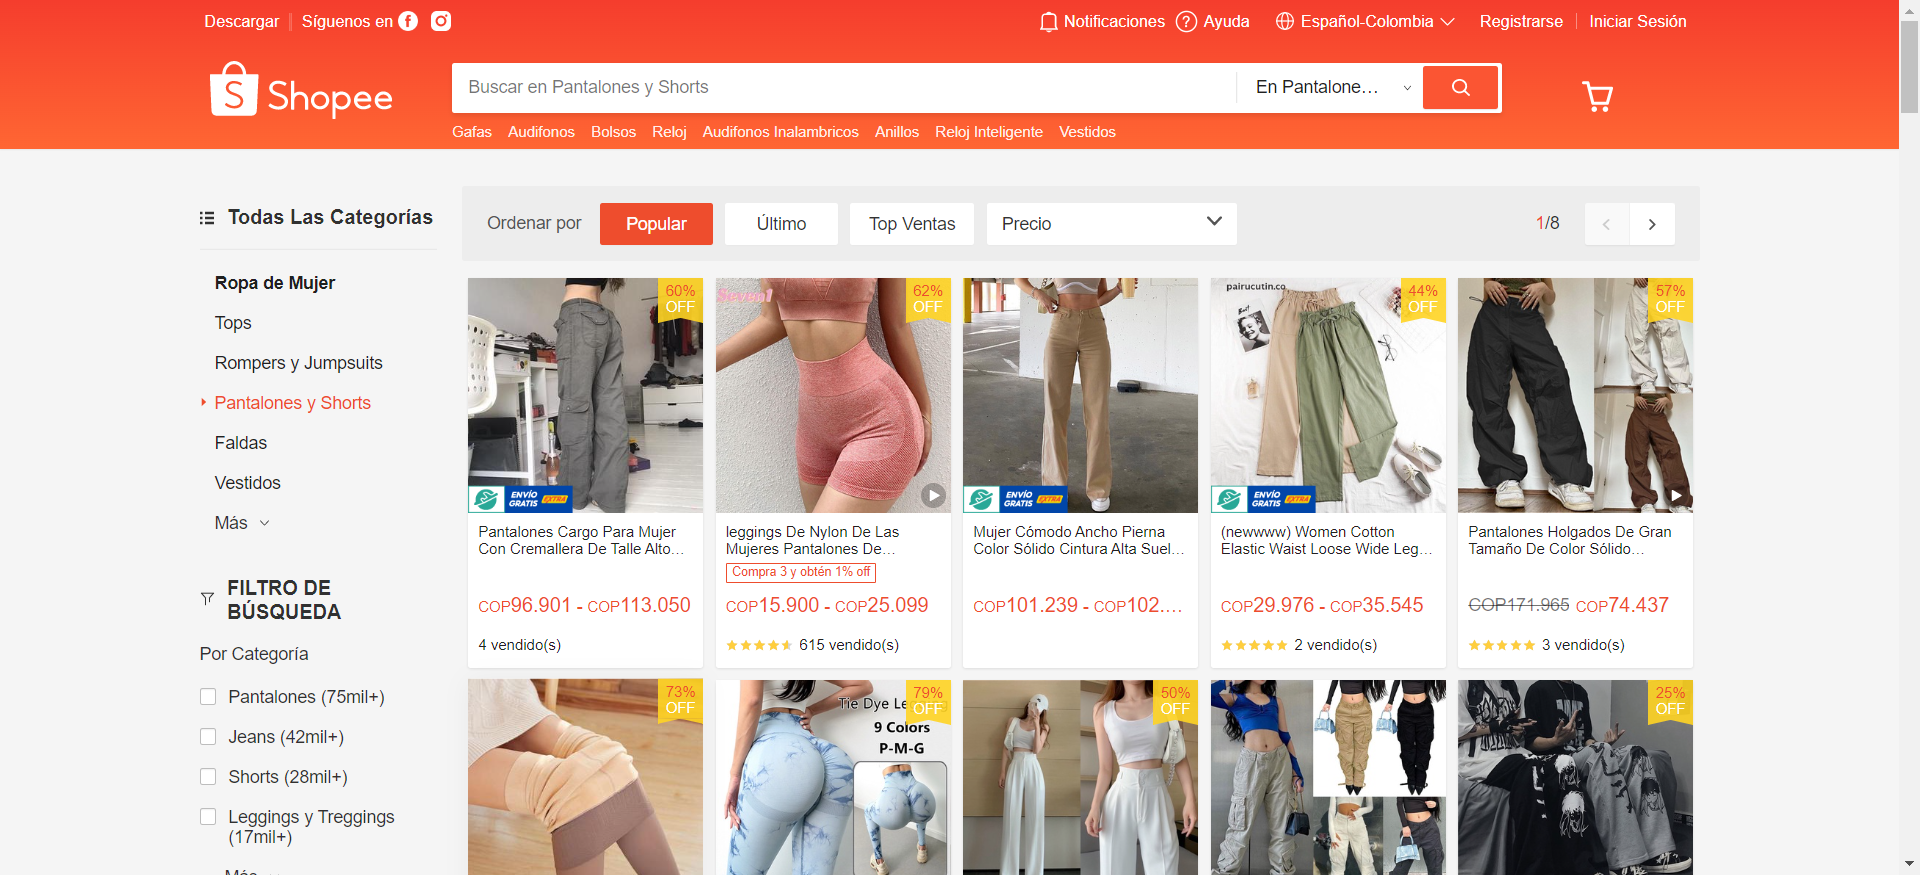 Descargar
Síguenos en
Notificaciones
Ayuda
Español-Colombia
Registrarse
Iniciar Sesión
Shopee
Buscar en Pantalones y Shorts
En Pantalone...
Gafas Audifonos Bolsos Reloj Audifonos Inalambricos Anillos Reloj Inteligente Vestidos
Todas Las Categorías
Ropa de Mujer
Tops
Rompers y Jumpsuits
Pantalones y Shorts
Faldas
Vestidos
Más
FILTRO DE
BÚSQUEDA
Por Categoría
Pantalones (75mil+)
Jeans (42mil+)
Shorts (28mil+)
Leggings y Treggings
(17mil+)
Más
Ordenar por
Popular
Último
Top Ventas
Precio
1/8
60%
OFF
ENVÍO
GRATIS
EXTRA
Pantalones Cargo Para Mujer
Con Cremallera De Talle Alto...
COP96.901 - COP113.050
4 vendido(s)
62%
OFF
leggings De Nylon De Las
Mujeres Pantalones De...
Compra 3 y obtén 1% off
COP15.900 - COP25.099
615 vendido(s)
ENVÍO
GRATIS
EXTRA
Mujer Cómodo Ancho Pierna
Color Sólido Cintura Alta Suel...
COP101.239 - COP102....
pairucutin.co
44%
OFF
ENVÍO
GRATIS
EXTRA
(newwww) Women Cotton
Elastic Waist Loose Wide Leg...
COP29.976 - COP35.545
2 vendido(s)
57%
OFF
Pantalones Holgados De Gran
Tamaño De Color Sólido...
COP171.965 COP74.437
3 vendido(s)
73%
OFF
79%
OFF
Tie Dye
9 Colors
P-M-G
50%
OFF
25%
OFF